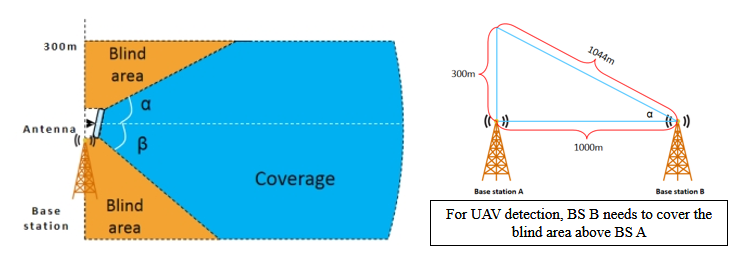 300m
Blind
area
α
Antenna
β
Coverage
Base
station
Blind
area
1044m
300m
α
1000m
Base station A
Base station B
For UAV detection, BS B needs to cover the
blind area above BS A